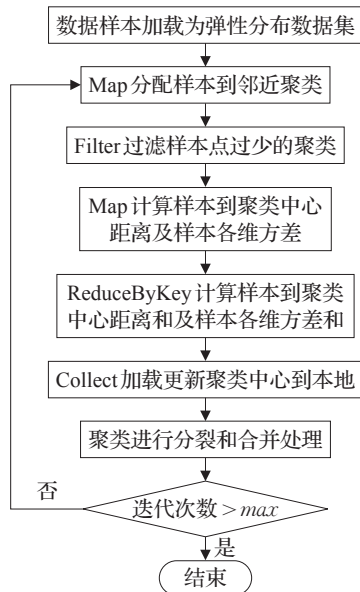 数据样本加载为弹性分布数据集
Map分配样本到邻近聚类
Filter过滤样本点过少的聚类
Map计算样本到聚类中心
距离及样本各维方差
ReduceByKey计算样本到聚类
中心距离和及样本各维方差和
Collect加载更新聚类中心到本地
聚类进行分裂和合并处理
否
迭代次数>max
是
结束